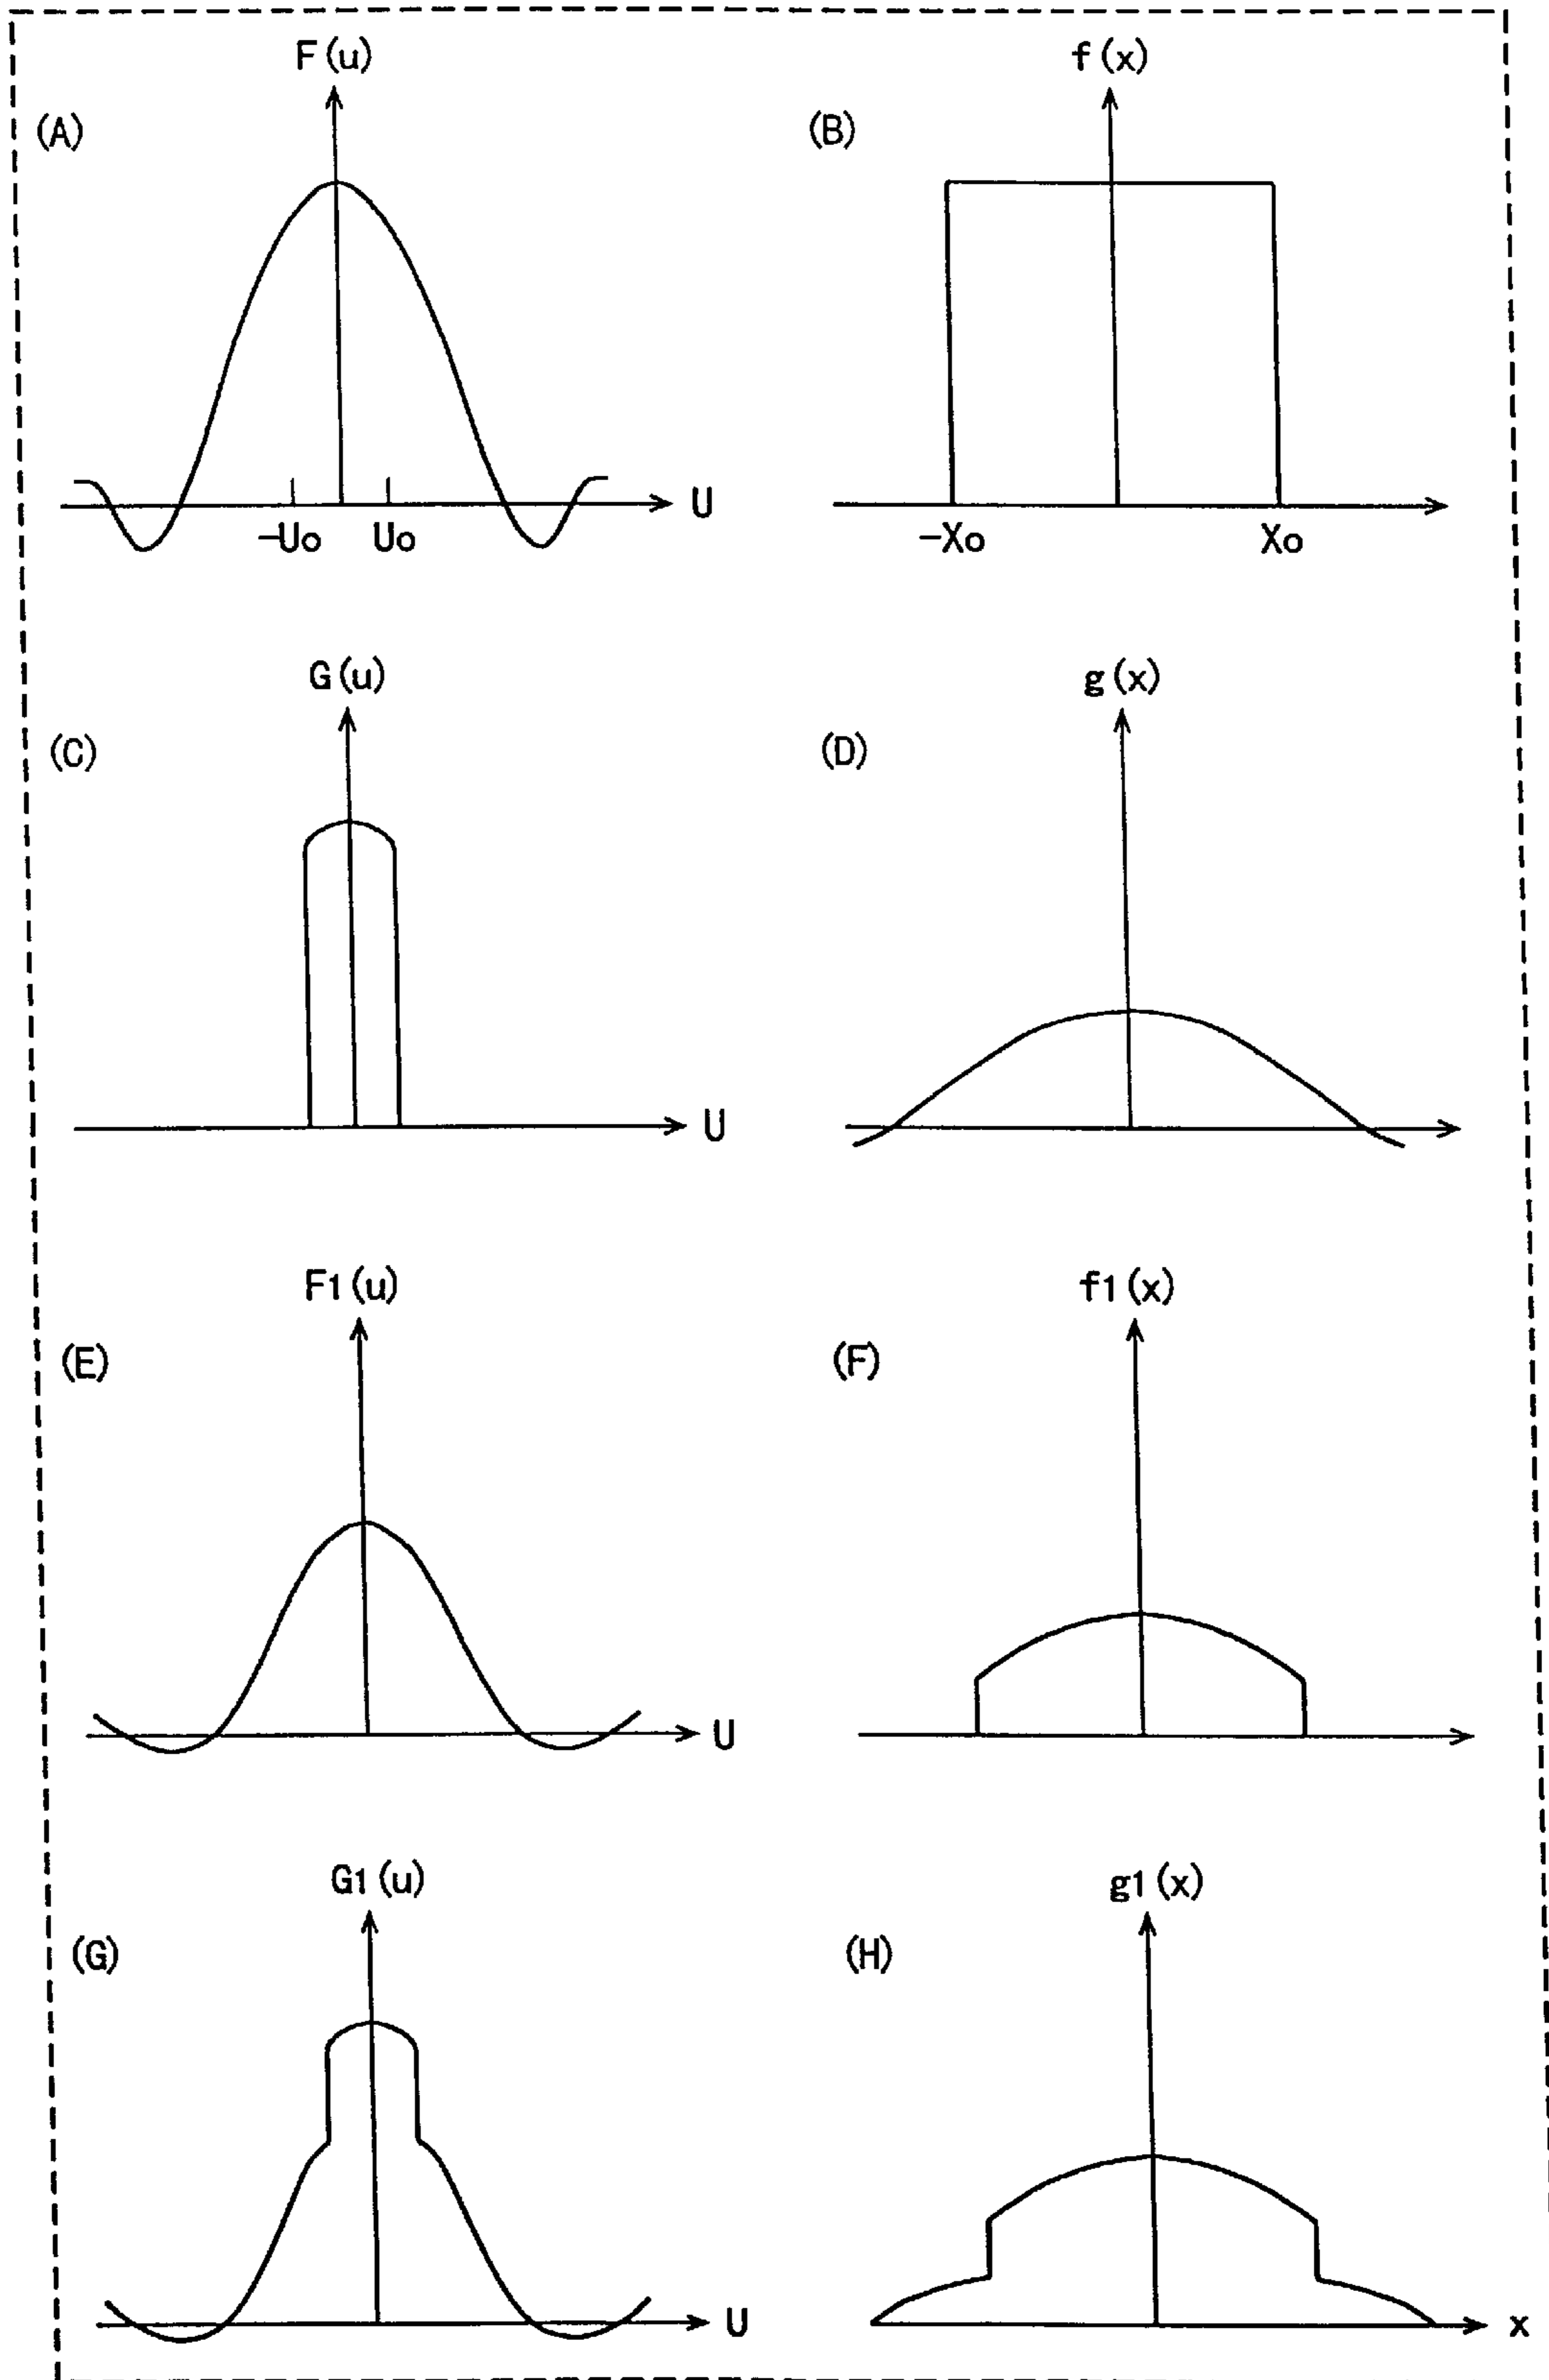 F(u)
f(x)
(A)
(B)
U
-Uo
Uo
-Xo
Xo
G(u)
g(x)
(C)
(D)
U
F1(u)
f1(x)
(E)
(F)
U
G1(u)
g1(x)
(G)
(H)
U
x